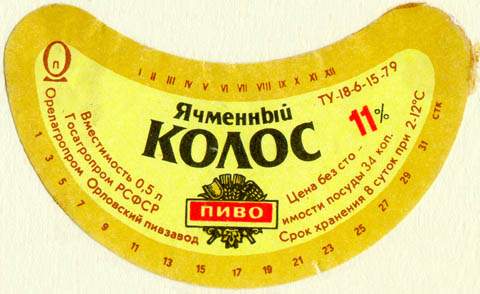 п
I II III IV V VI VII VIII IX X XI XII
ТУ-18-6-15-79
Ячменный
КОЛОС
11%
ПИВО
Вместимость 0,5 л
Госагропром РСФСР
Орелагропром Орловский пивзавод
Цена без сто-
имости посуды 34 коп.
Срок хранения 8 суток при 2-12°С
1 3 5 7 9 11 13 15 17 19 21 23 25 27 29 31 стк